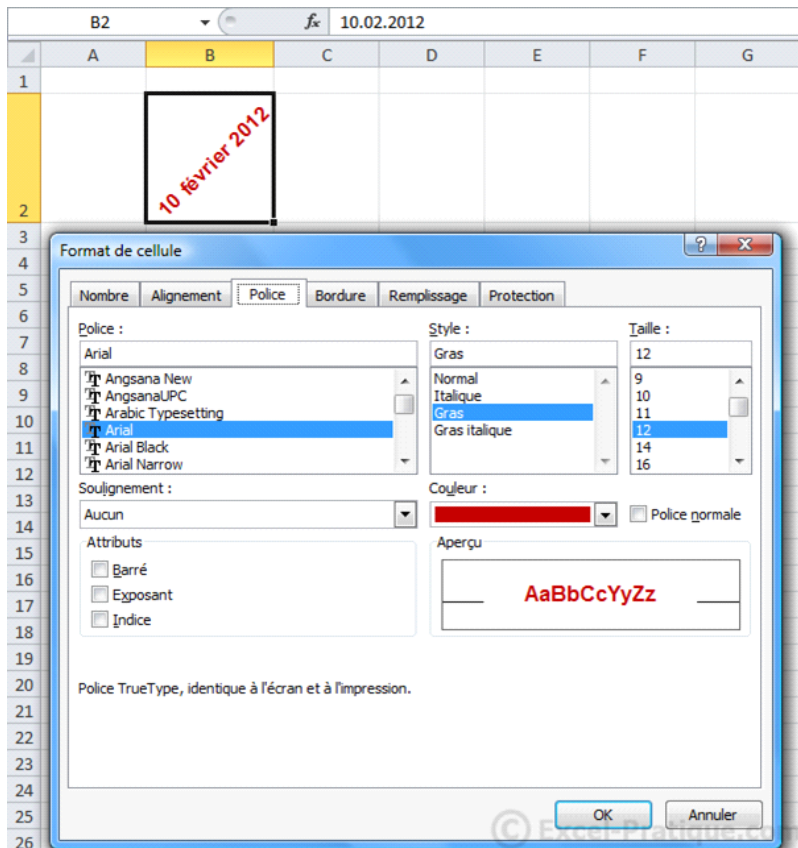 B2 fx 10.02.2012
A B C D E F G
1
10 février 2012
2
3
Format de cellule
4
5
Nombre Alignement Police Bordure Remplissage Protection
6
Police : Style : Taille :
7
Arial Gras 12
8
Angsana New Normal 9
9
AngsanaUPC Italique 10
Arabic Typesetting Gras 11
10
Arial Gras italique 12
11
Arial Black 14
Arial Narrow 16
12
Soulignement : Couleur :
13
Aucun Police normale
14
Attributs Aperçu
15
Barré
16
Exposant AaBbCcYyZz
17
Indice
18
19
20
Police TrueType, identique à l'écran et à l'impression.
21
22
23
24
25
OK Annuler
© Excel-Pratique.com
26